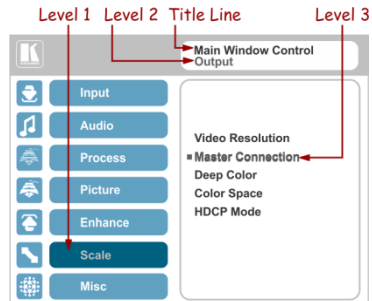 Level 1 Level 2 Title Line Level 3
Main Window Control
Output
Input
Audio
Process
Picture
Enhance
Scale
Misc
Video Resolution
Master Connection
Deep Color
Color Space
HDCP Mode